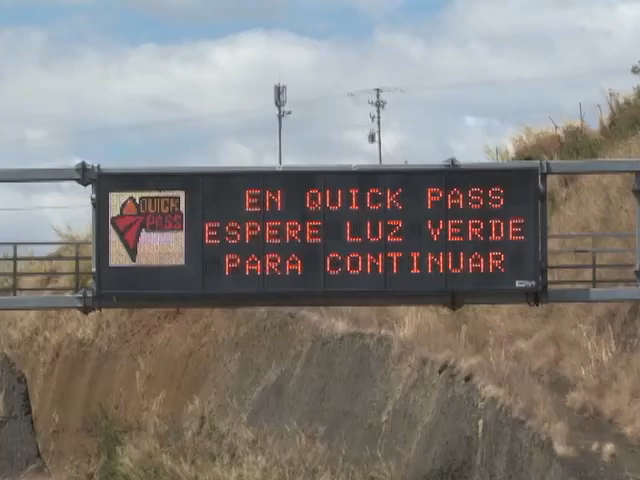 QUICK
PASS
EN QUICK PASS
ESPERE LUZ VERDE
PARA CONTINUAR